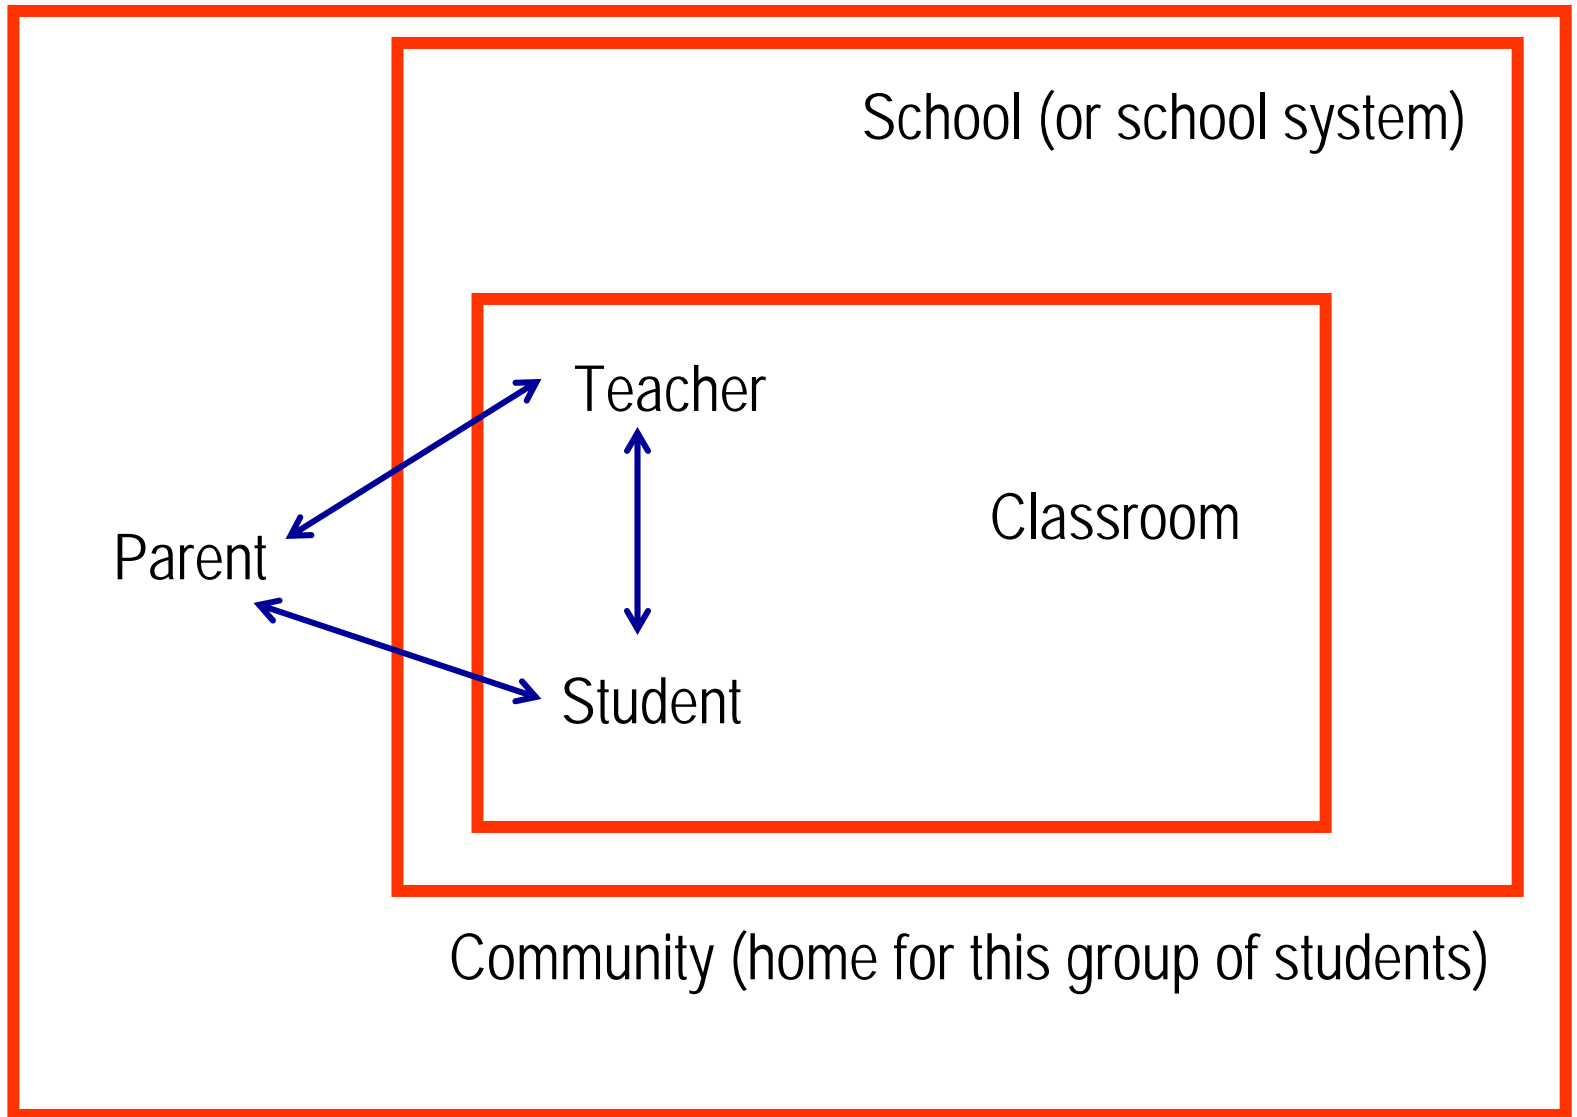 School (or school system)
Teacher
Classroom
Parent
Student
Community (home for this group of students)